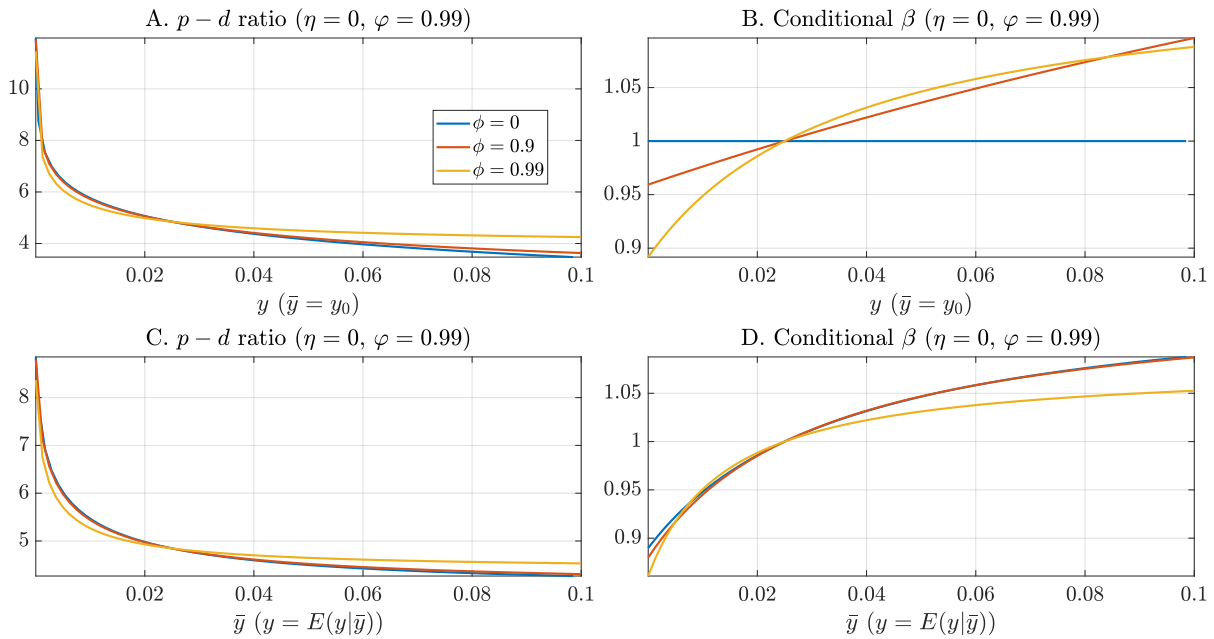 A. p − d ratio (η = 0, φ = 0.99)
10
8
6
4
ϕ = 0
ϕ = 0.9
ϕ = 0.99
0.02 0.04 0.06 0.08 0.1
y (ȳ = y₀)
B. Conditional β (η = 0, φ = 0.99)
1.05
1
0.95
0.9
0.02 0.04 0.06 0.08 0.1
y (ȳ = y₀)
C. p − d ratio (η = 0, φ = 0.99)
8
7
6
5
0.02 0.04 0.06 0.08 0.1
ȳ (y = E(y|ȳ))
D. Conditional β (η = 0, φ = 0.99)
1.05
1
0.95
0.9
0.02 0.04 0.06 0.08 0.1
ȳ (y = E(y|ȳ))